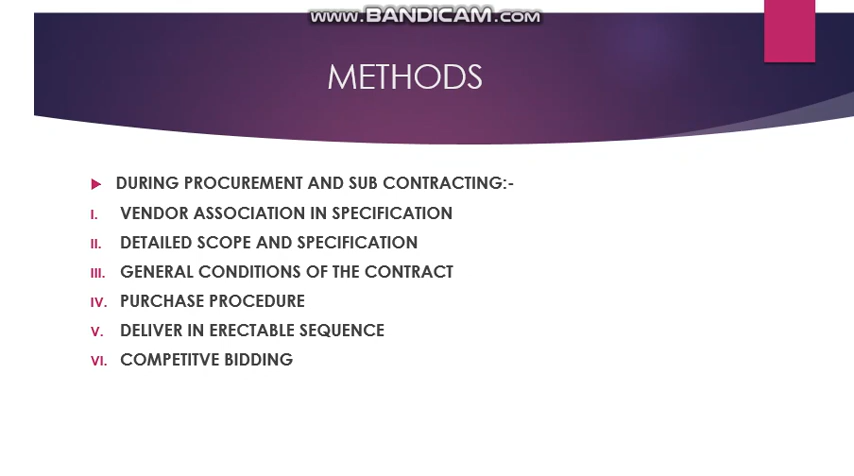 www.BANDICAM.com
METHODS
DURING PROCUREMENT AND SUB CONTRACTING:-
I. VENDOR ASSOCIATION IN SPECIFICATION
II. DETAILED SCOPE AND SPECIFICATION
III. GENERAL CONDITIONS OF THE CONTRACT
IV. PURCHASE PROCEDURE
V. DELIVER IN ERECTABLE SEQUENCE
VI. COMPETITVE BIDDING